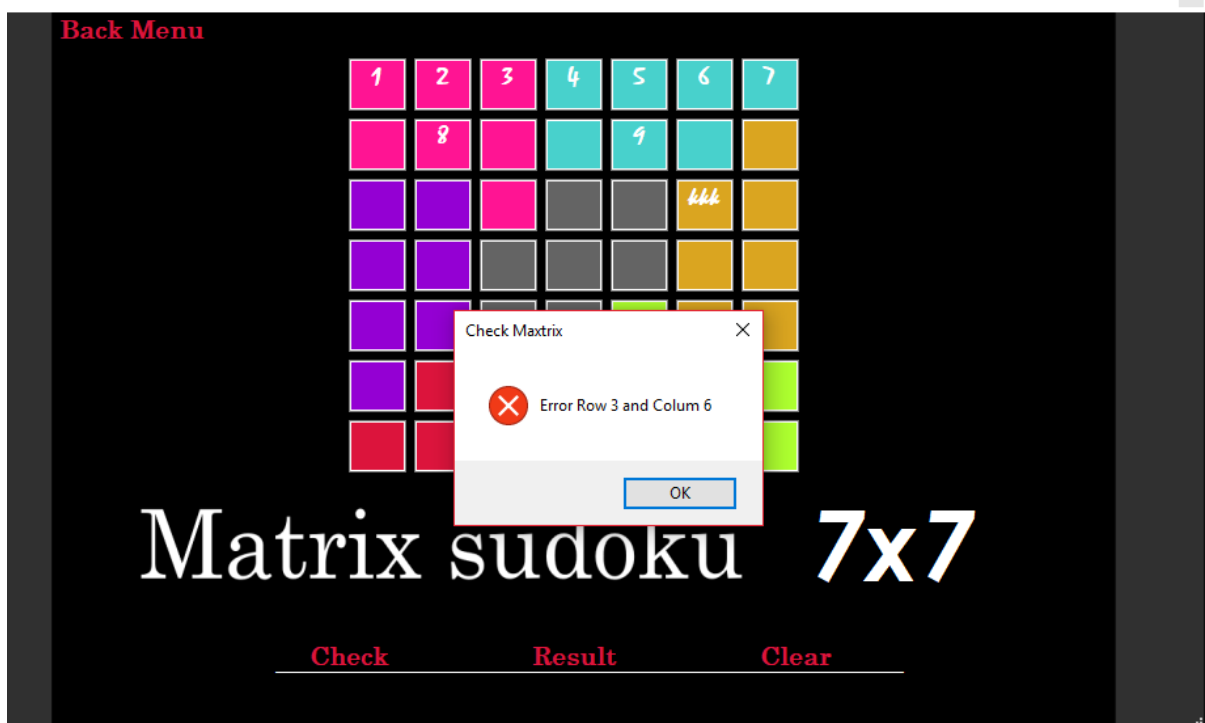 Back Menu
1 2 3 4 5 6 7
8 9
kkk
Check Maxtrix
Error Row 3 and Colum 6
OK
Matrix sudoku 7x7
Check Result Clear